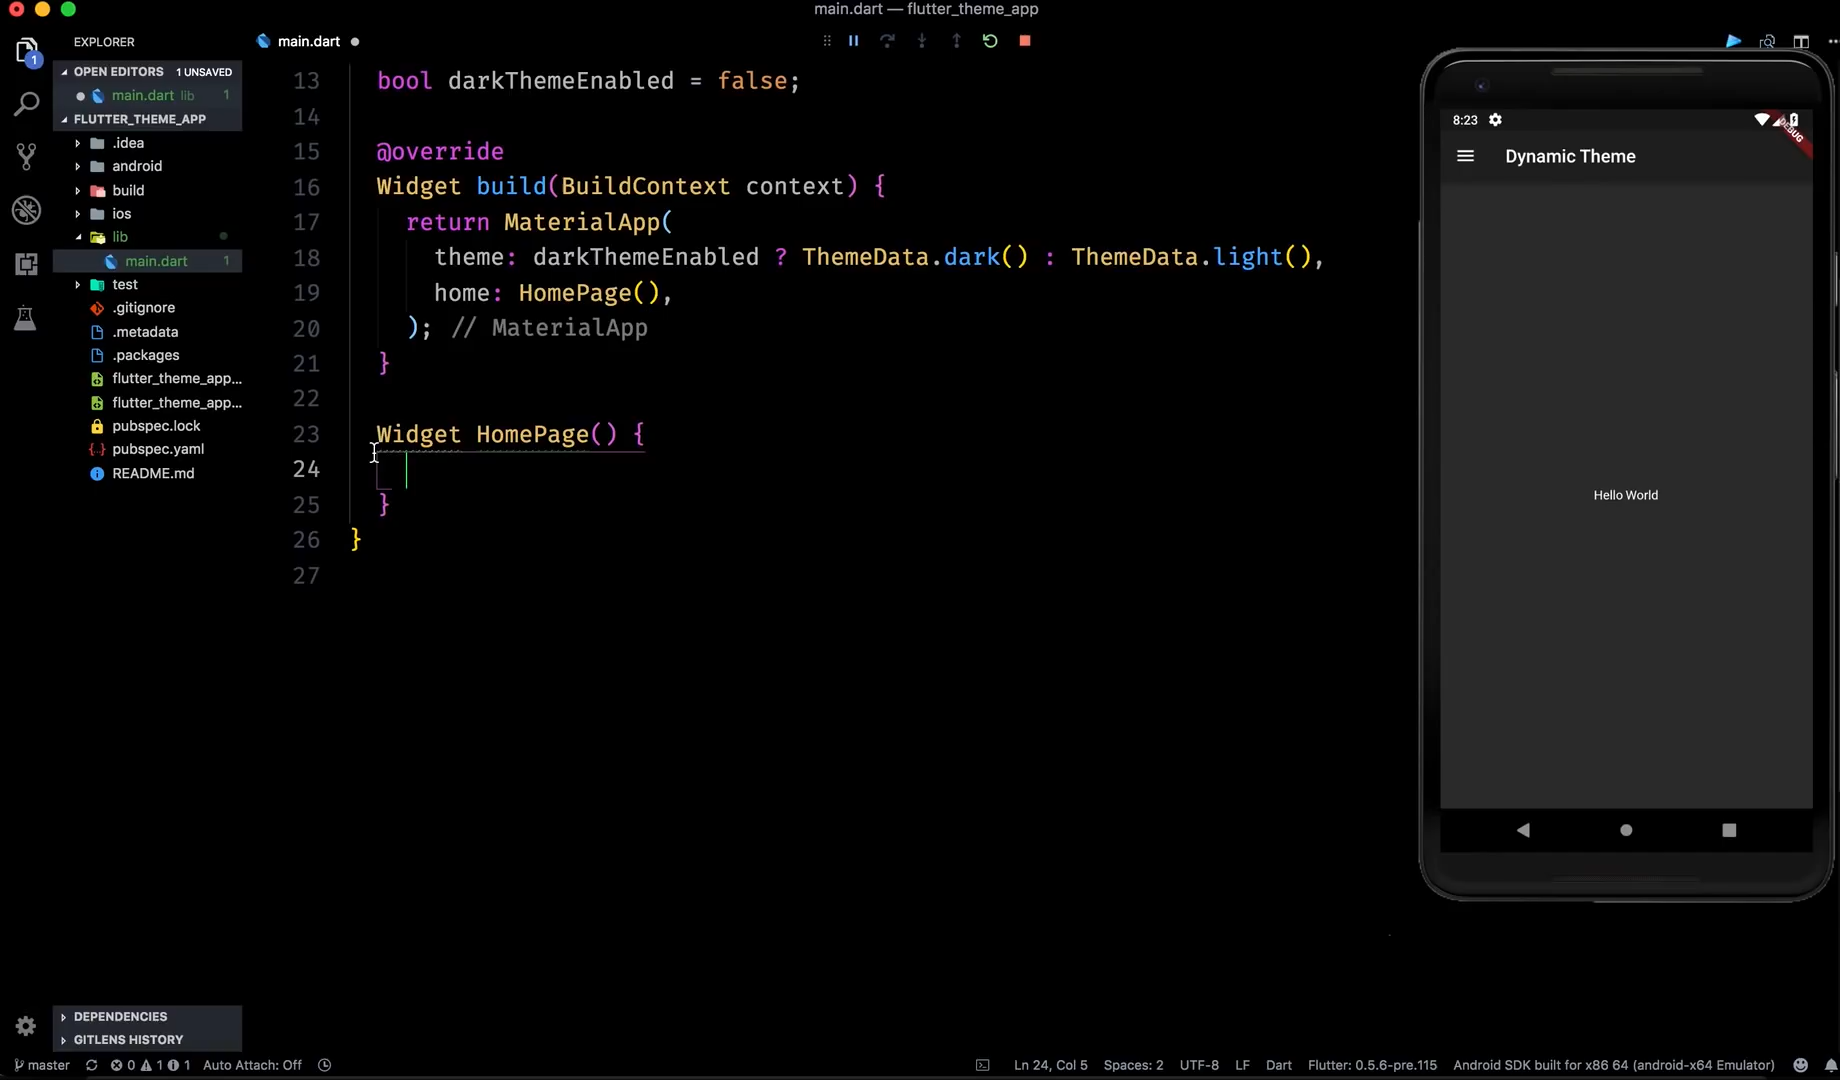 main.dart — flutter_theme_app
EXPLORER
main.dart
1
OPEN EDITORS 1 UNSAVED
main.dart lib 1
FLUTTER_THEME_APP
.idea
android
build
ios
lib
main.dart 1
test
.gitignore
.metadata
.packages
flutter_theme_app...
flutter_theme_app...
pubspec.lock
pubspec.yaml
README.md
DEPENDENCIES
GITLENS HISTORY
13 bool darkThemeEnabled = false;
14
15 @override
16 Widget build(BuildContext context) {
17 return MaterialApp(
18 theme: darkThemeEnabled ? ThemeData.dark() : ThemeData.light(),
19 home: HomePage(),
20 ); // MaterialApp
21 }
22
23 Widget HomePage() {
24
25 }
26 }
27
8:23
DEBUG
Dynamic Theme
Hello World
master 0 1 1 Auto Attach: Off Ln 24, Col 5 Spaces: 2 UTF-8 LF Dart Flutter: 0.5.6-pre.115 Android SDK built for x86 64 (android-x64 Emulator)